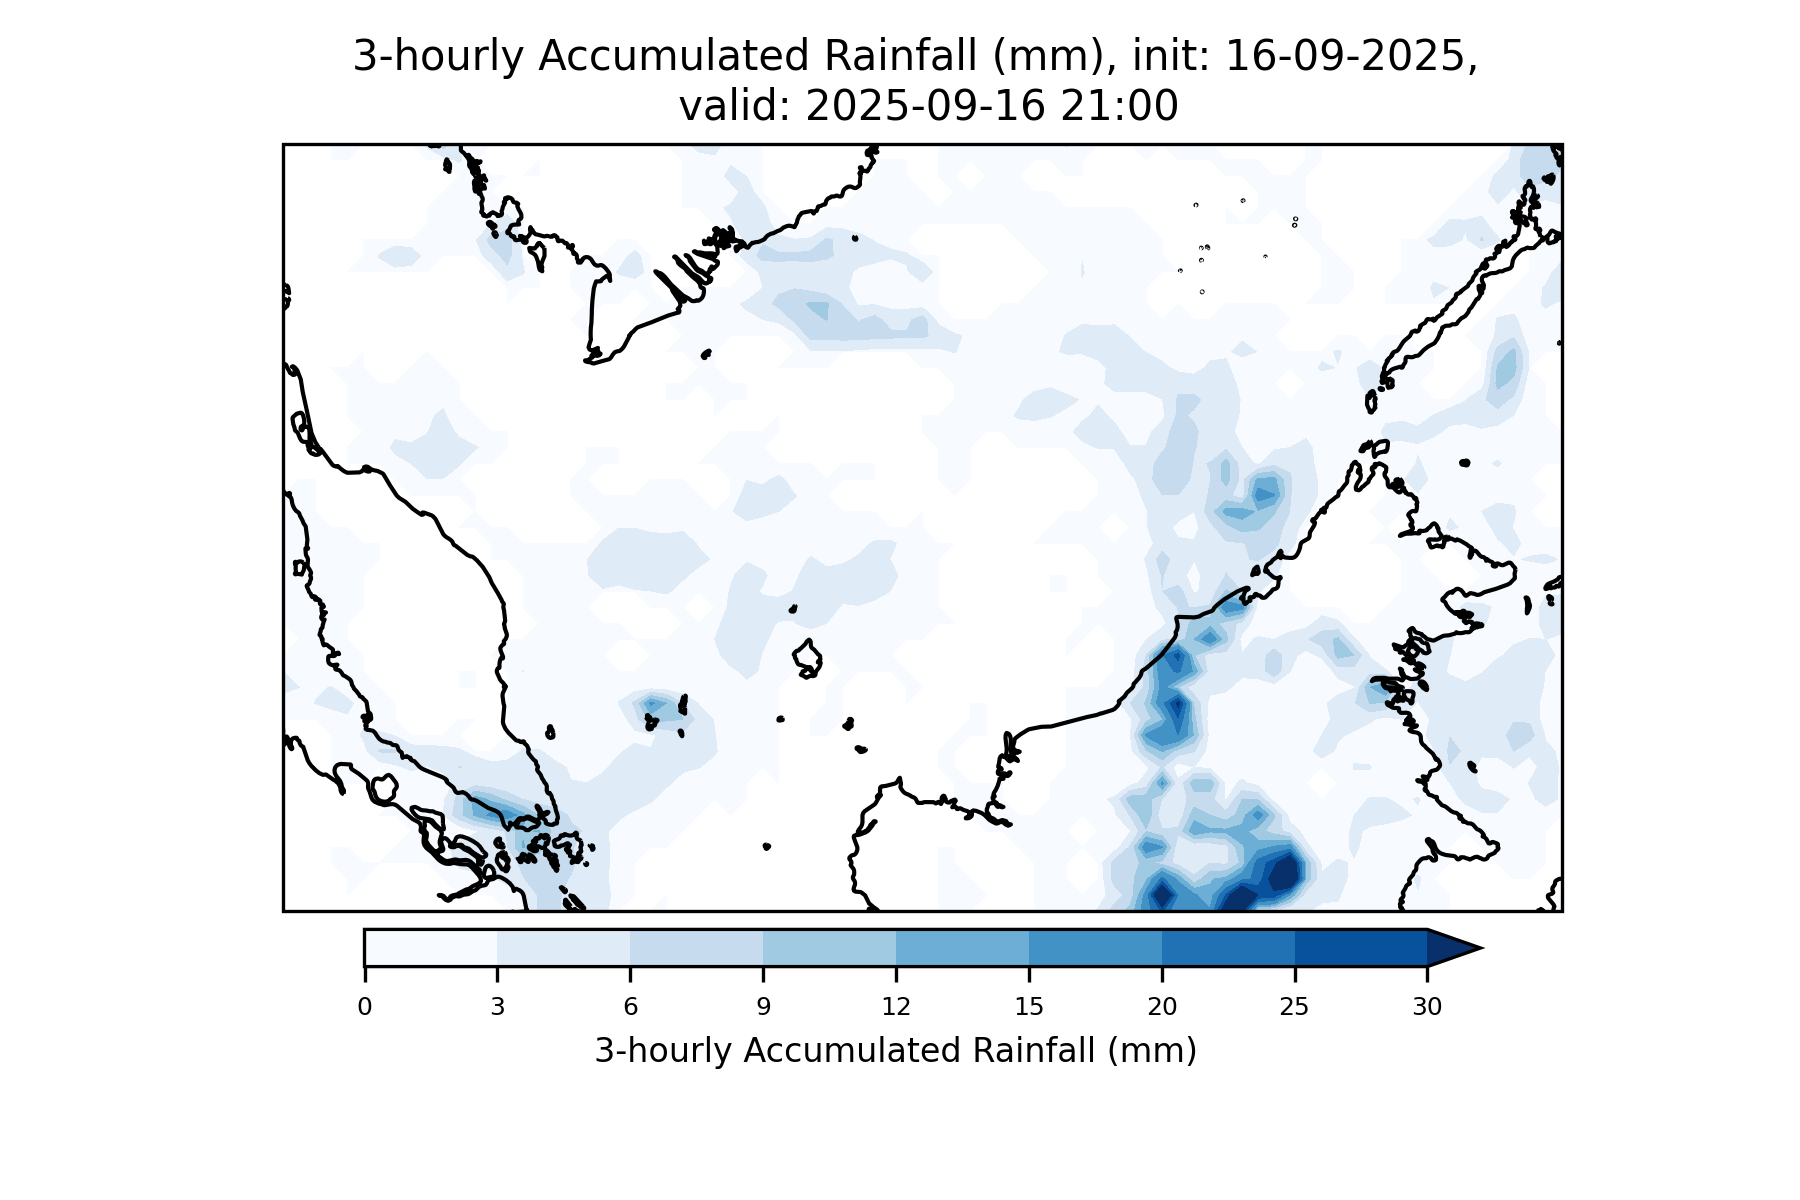 3-hourly Accumulated Rainfall (mm), init: 16-09-2025,
valid: 2025-09-16 21:00
0 3 6 9 12 15 20 25 30
3-hourly Accumulated Rainfall (mm)